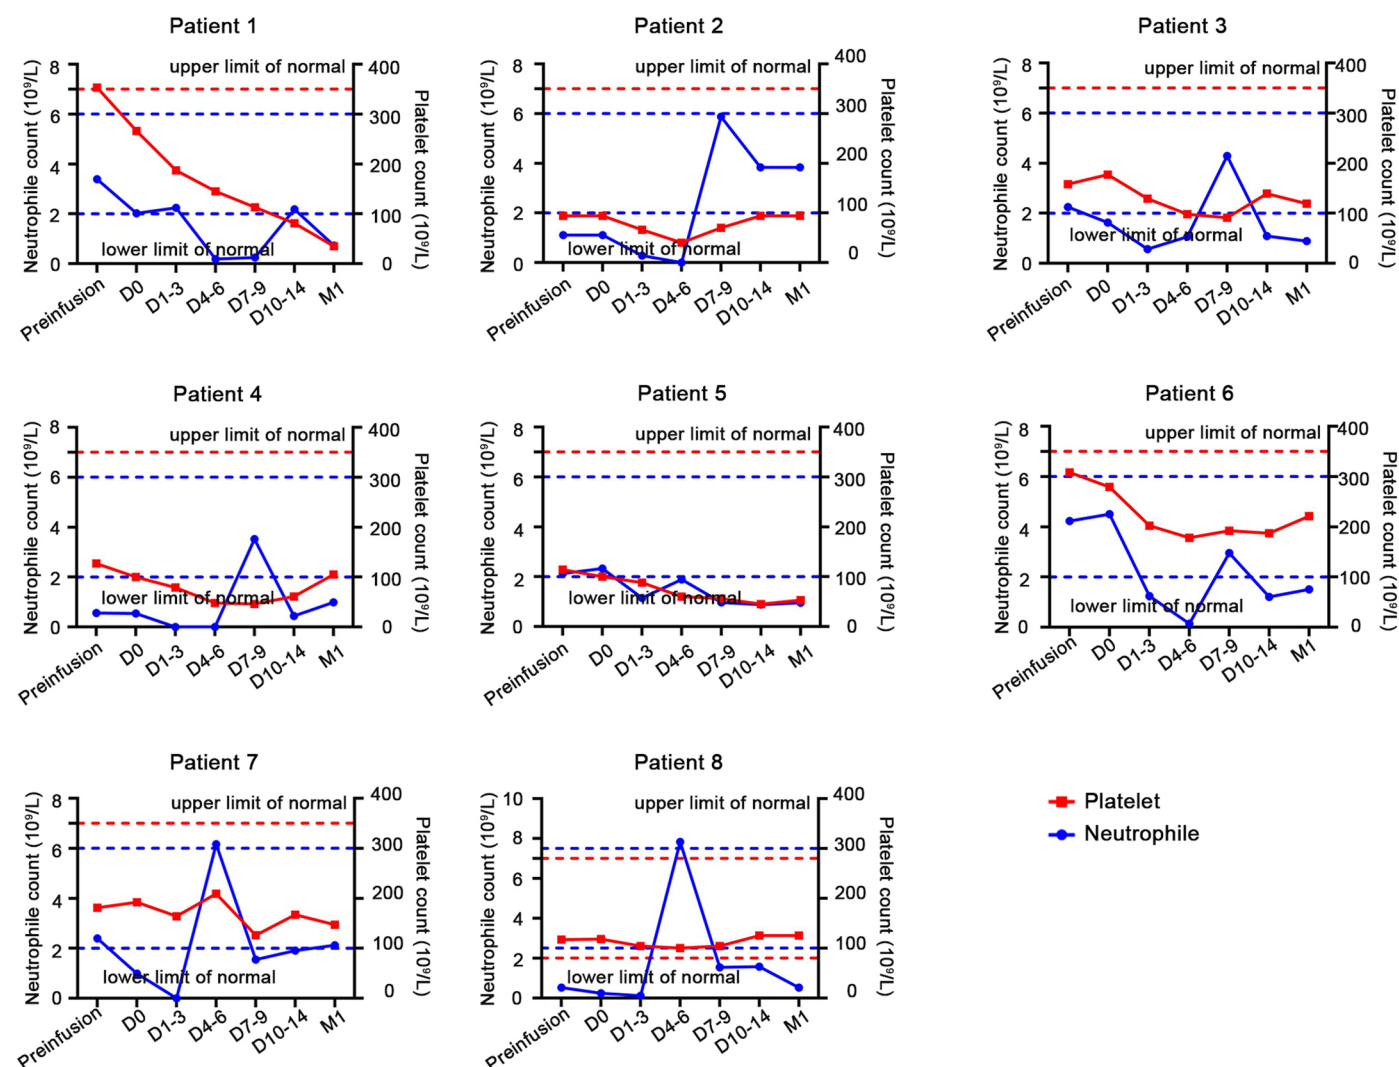 Patient 1
upper limit of normal
lower limit of normal
Neutrophile count (10⁹/L)
8
6
4
2
0
Platelet count (10⁹/L)
400
300
200
100
0
Preinfusion
D0
D1-3
D4-6
D7-9
D10-14
M1
Patient 2
upper limit of normal
lower limit of normal
Neutrophile count (10⁹/L)
8
6
4
2
0
Platelet count (10⁹/L)
400
300
200
100
0
Preinfusion
D0
D1-3
D4-6
D7-9
D10-14
M1
Patient 3
upper limit of normal
lower limit of normal
Neutrophile count (10⁹/L)
8
6
4
2
0
Platelet count (10⁹/L)
400
300
200
100
0
Preinfusion
D0
D1-3
D4-6
D7-9
D10-14
M1
Patient 4
upper limit of normal
lower limit of normal
Neutrophile count (10⁹/L)
8
6
4
2
0
Platelet count (10⁹/L)
400
300
200
100
0
Preinfusion
D0
D1-3
D4-6
D7-9
D10-14
M1
Patient 5
upper limit of normal
lower limit of normal
Neutrophile count (10⁹/L)
8
6
4
2
0
Platelet count (10⁹/L)
400
300
200
100
0
Preinfusion
D0
D1-3
D4-6
D7-9
D10-14
M1
Patient 6
upper limit of normal
lower limit of normal
Neutrophile count (10⁹/L)
8
6
4
2
0
Platelet count (10⁹/L)
400
300
200
100
0
Preinfusion
D0
D1-3
D4-6
D7-9
D10-14
M1
Patient 7
upper limit of normal
lower limit of normal
Neutrophile count (10⁹/L)
8
6
4
2
0
Platelet count (10⁹/L)
400
300
200
100
0
Preinfusion
D0
D1-3
D4-6
D7-9
D10-14
M1
Patient 8
upper limit of normal
lower limit of normal
Neutrophile count (10⁹/L)
10
8
6
4
2
0
Platelet count (10⁹/L)
400
300
200
100
0
Preinfusion
D0
D1-3
D4-6
D7-9
D10-14
M1
Platelet
Neutrophile